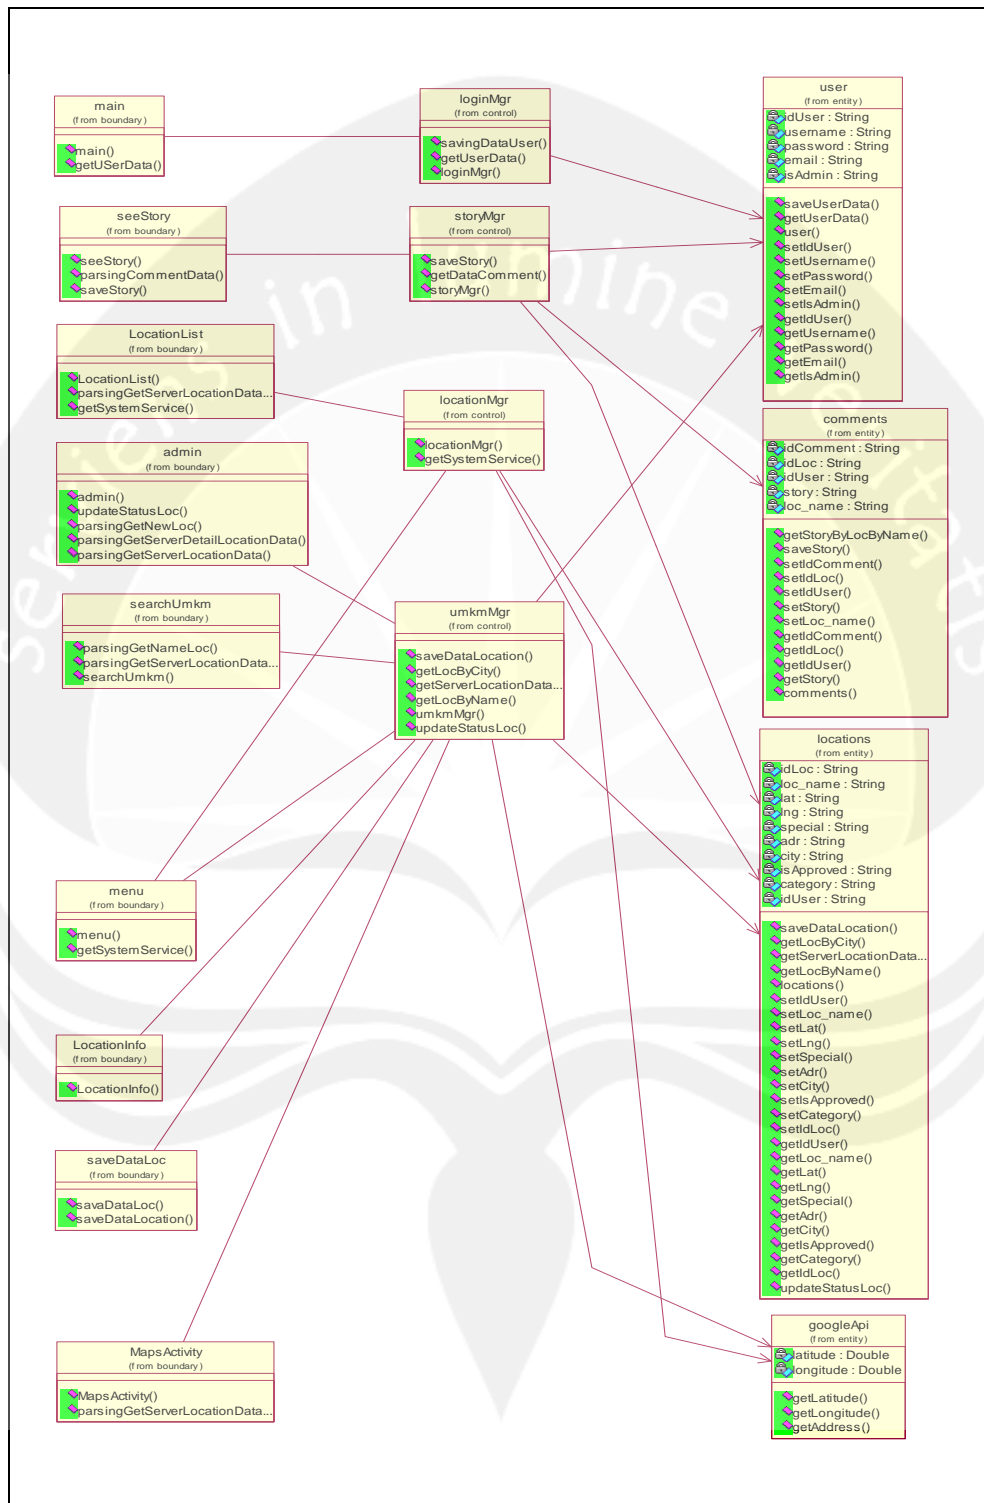 main
(from boundary)
main()
getUSerData()
seeStory
(from boundary)
seeStory()
parsingCommentData()
saveStory()
LocationList
(from boundary)
LocationList()
parsingGetServerLocationData...
getSystemService()
admin
(from boundary)
admin()
updateStatusLoc()
parsingGetNewLoc()
parsingGetServerDetailLocationData()
parsingGetServerLocationData()
searchUmkm
(from boundary)
parsingGetNameLoc()
parsingGetServerLocationData...
searchUmkm()
menu
(from boundary)
menu()
getSystemService()
LocationInfo
(from boundary)
LocationInfo()
saveDataLoc
(from boundary)
savaDataLoc()
saveDataLocation()
MapsActivity
(from boundary)
MapsActivity()
parsingGetServerLocationData...
loginMgr
(from control)
savingDataUser()
getUserData()
loginMgr()
storyMgr
(from control)
saveStory()
getDataComment()
storyMgr()
locationMgr
(from control)
locationMgr()
getSystemService()
umkmMgr
(from control)
saveDataLocation()
getLocByCity()
getServerLocationData...
getLocByName()
umkmMgr()
updateStatusLoc()
user
(from entity)
idUser : String
username : String
password : String
email : String
isAdmin : String
saveUserData()
getUserData()
user()
setIdUser()
setUsername()
setPassword()
setEmail()
setIsAdmin()
getIdUser()
getUsername()
getPassword()
getEmail()
getIsAdmin()
comments
(from entity)
idComment : String
idLoc : String
idUser : String
story : String
loc_name : String
getStoryByLocByName()
saveStory()
setIdComment()
setIdLoc()
setIdUser()
setStory()
setLoc_name()
getIdComment()
getIdLoc()
getIdUser()
getStory()
comments()
locations
(from entity)
idLoc : String
loc_name : String
lat : String
lng : String
special : String
adr : String
city : String
isApproved : String
category : String
idUser : String
saveDataLocation()
getLocByCity()
getServerLocationData...
getLocByName()
locations()
setIdUser()
setLoc_name()
setLat()
setLng()
setSpecial()
setAdr()
setCity()
setIsApproved()
setCategory()
setIdLoc()
getIdUser()
getLoc_name()
getLat()
getLng()
getSpecial()
getAdr()
getCity()
getIsApproved()
getCategory()
getIdLoc()
updateStatusLoc()
googleApi
(from entity)
latitude : Double
longitude : Double
getLatitude()
getLongitude()
getAddress()
serviens in lumine veritatis